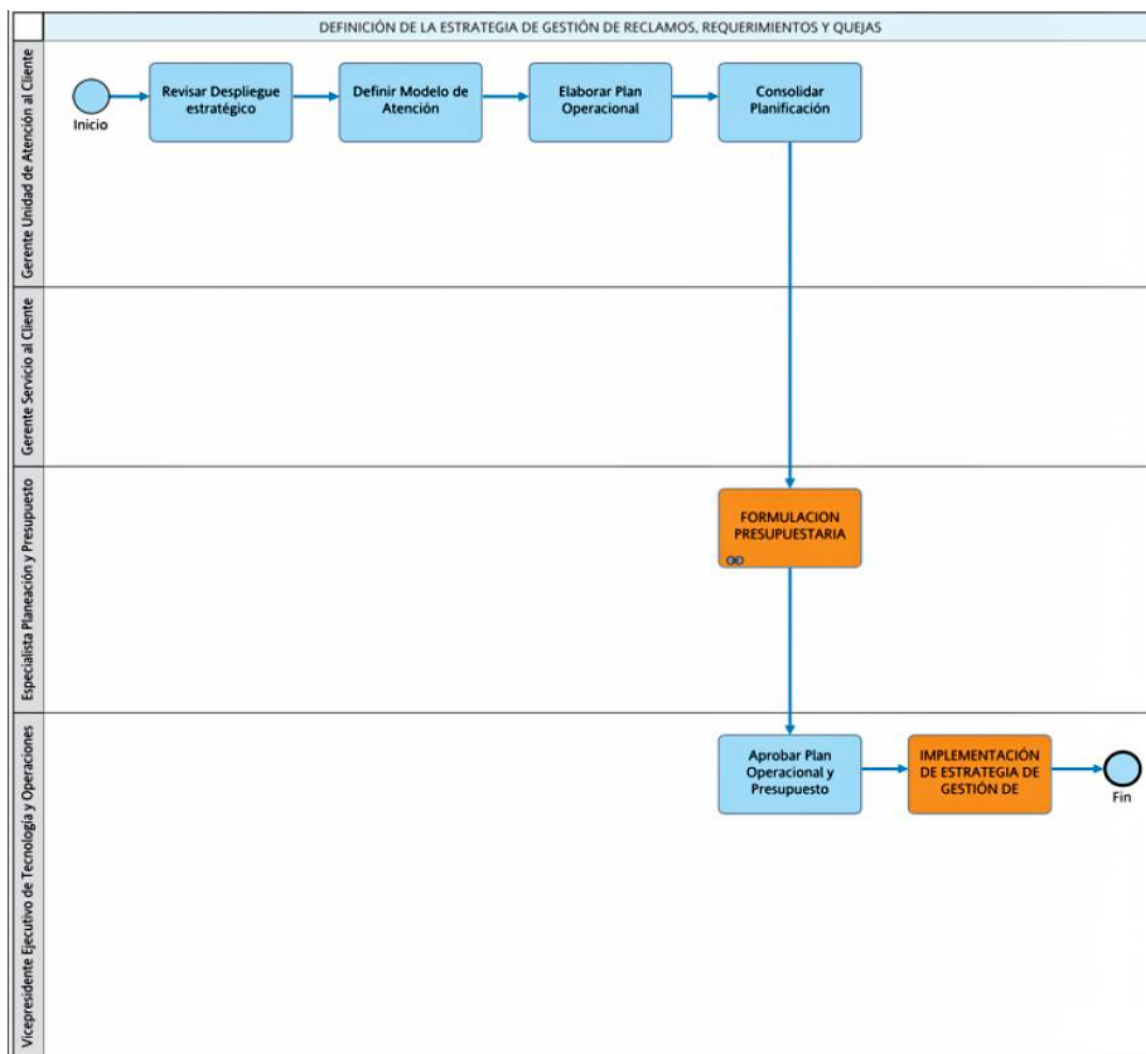 DEFINICIÓN DE LA ESTRATEGIA DE GESTIÓN DE RECLAMOS, REQUERIMIENTOS Y QUEJAS
Gerente Unidad de Atención al Cliente
Inicio
Revisar Despliegue
estratégico
Definir Modelo de
Atención
Elaborar Plan
Operacional
Consolidar
Planificación
Gerente Servicio al Cliente
Especialista Planeación y Presupuesto
FORMULACION
PRESUPUESTARIA
Vicepresidente Ejecutivo de Tecnología y Operaciones
Aprobar Plan
Operacional y
Presupuesto
IMPLEMENTACIÓN
DE ESTRATEGIA DE
GESTIÓN DE
Fin